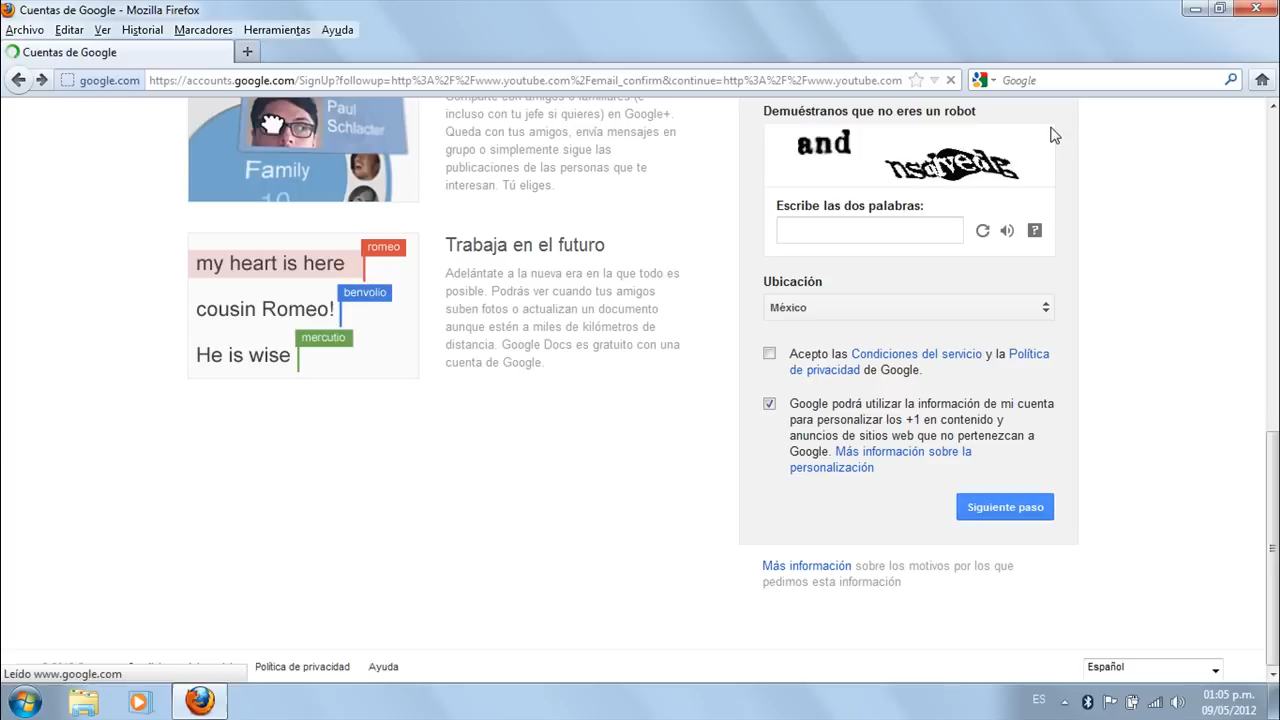 Cuentas de Google - Mozilla Firefox
Archivo Editar Ver Historial Marcadores Herramientas Ayuda
Cuentas de Google
google.com https://accounts.google.com/SignUp?followup=http%3A%2F%2Fwww.youtube.com%2Femail_confirm&continue=http%3A%2F%2Fwww.youtube.com
Google
Paul
Schlacter
Family
10
Comparte con amigos o familiares (e
incluso con tu jefe si quieres) en Google+.
Queda con tus amigos, envía mensajes en
grupo o simplemente sigue las
publicaciones de las personas que te
interesan. Tú eliges.
romeo
my heart is here
benvolio
cousin Romeo!
mercutio
He is wise
Trabaja en el futuro
Adelántate a la nueva era en la que todo es
posible. Podrás ver cuando tus amigos
suben fotos o actualizan un documento
aunque estén a miles de kilómetros de
distancia. Google Docs es gratuito con una
cuenta de Google.
Demuéstranos que no eres un robot
and
Escribe las dos palabras:
?
Ubicación
México
Acepto las Condiciones del servicio y la Política
de privacidad de Google.
Google podrá utilizar la información de mi cuenta
para personalizar los +1 en contenido y
anuncios de sitios web que no pertenezcan a
Google. Más información sobre la
personalización
Siguiente paso
Más información sobre los motivos por los que
pedimos esta información
Política de privacidad Ayuda
Español
Leído www.google.com
ES
01:05 p.m.
09/05/2012